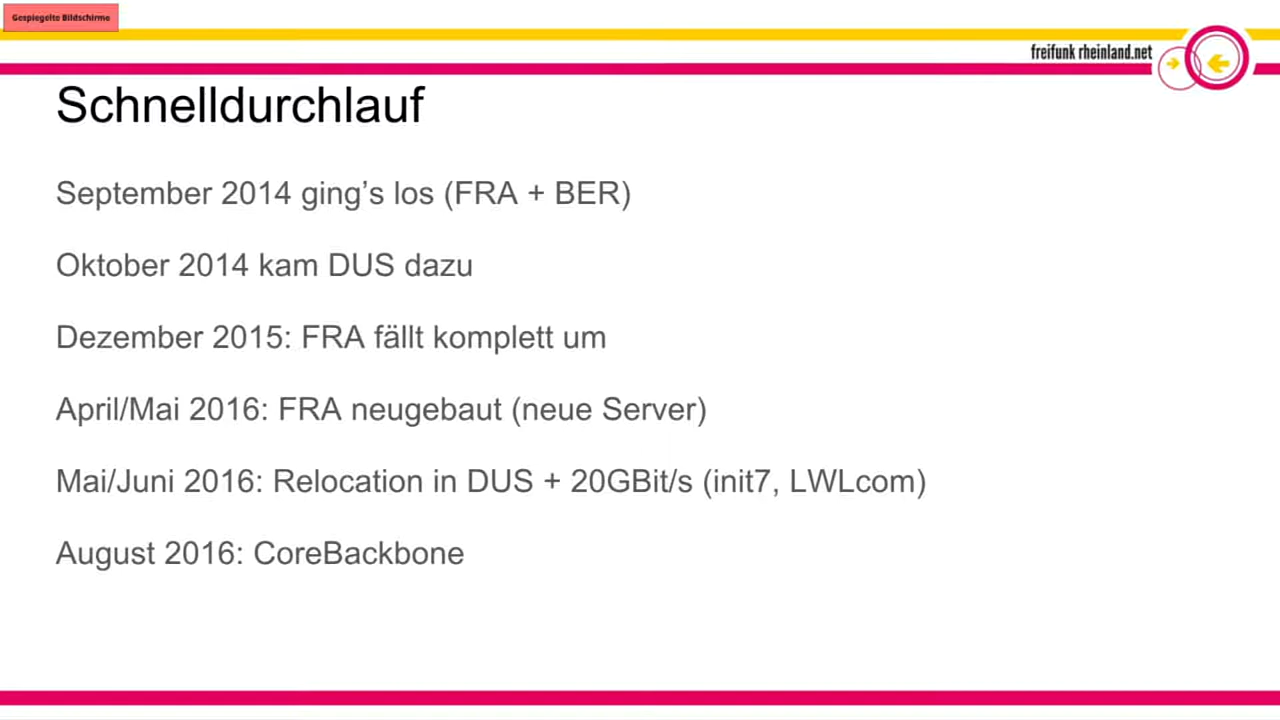 Gespiegelte Bildschirme
freifunk rheinland.net
Schnelldurchlauf
September 2014 ging’s los (FRA + BER)
Oktober 2014 kam DUS dazu
Dezember 2015: FRA fällt komplett um
April/Mai 2016: FRA neugebaut (neue Server)
Mai/Juni 2016: Relocation in DUS + 20GBit/s (init7, LWLcom)
August 2016: CoreBackbone